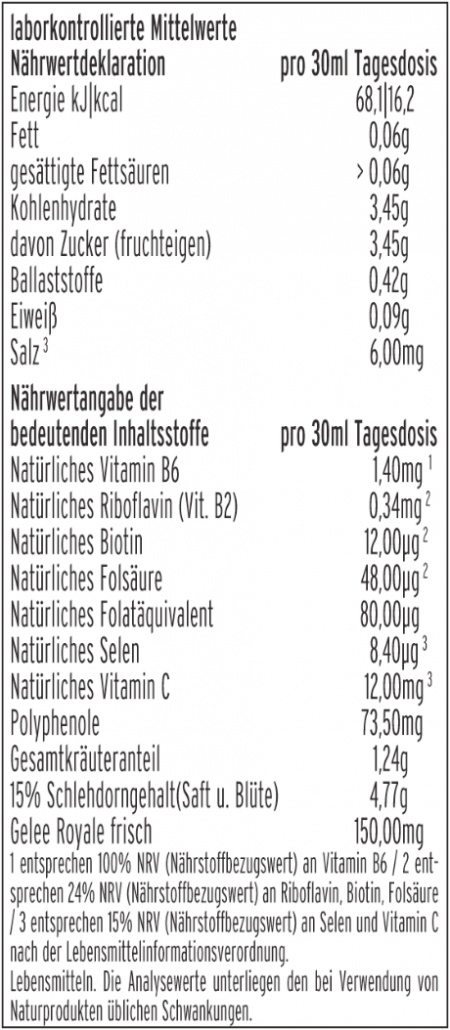 laborkontrollierte Mittelwerte
Nährwertdeklaration pro 30ml Tagesdosis
Energie kJ|kcal 68,1|16,2
Fett 0,06g
gesättigte Fettsäuren > 0,06g
Kohlenhydrate 3,45g
davon Zucker (fruchteigen) 3,45g
Ballaststoffe 0,42g
Eiweiß 0,09g
Salz ³ 6,00mg
Nährwertangabe der
bedeutenden Inhaltsstoffe pro 30ml Tagesdosis
Natürliches Vitamin B6 1,40mg ¹
Natürliches Riboflavin (Vit. B2) 0,34mg ²
Natürliches Biotin 12,00µg ²
Natürliches Folsäure 48,00µg ²
Natürliches Folatäquivalent 80,00µg
Natürliches Selen 8,40µg ³
Natürliches Vitamin C 12,00mg ³
Polyphenole 73,50mg
Gesamtkräuteranteil 1,24g
15% Schlehdorngehalt(Saft u. Blüte) 4,77g
Gelee Royale frisch 150,00mg
1 entsprechen 100% NRV (Nährstoffbezugswert) an Vitamin B6 / 2 ent-
sprechen 24% NRV (Nährstoffbezugswert) an Riboflavin, Biotin, Folsäure
/ 3 entsprechen 15% NRV (Nährstoffbezugswert) an Selen und Vitamin C
nach der Lebensmittelinformationsverordnung.
Lebensmitteln. Die Analysewerte unterliegen den bei Verwendung von
Naturprodukten üblichen Schwankungen.